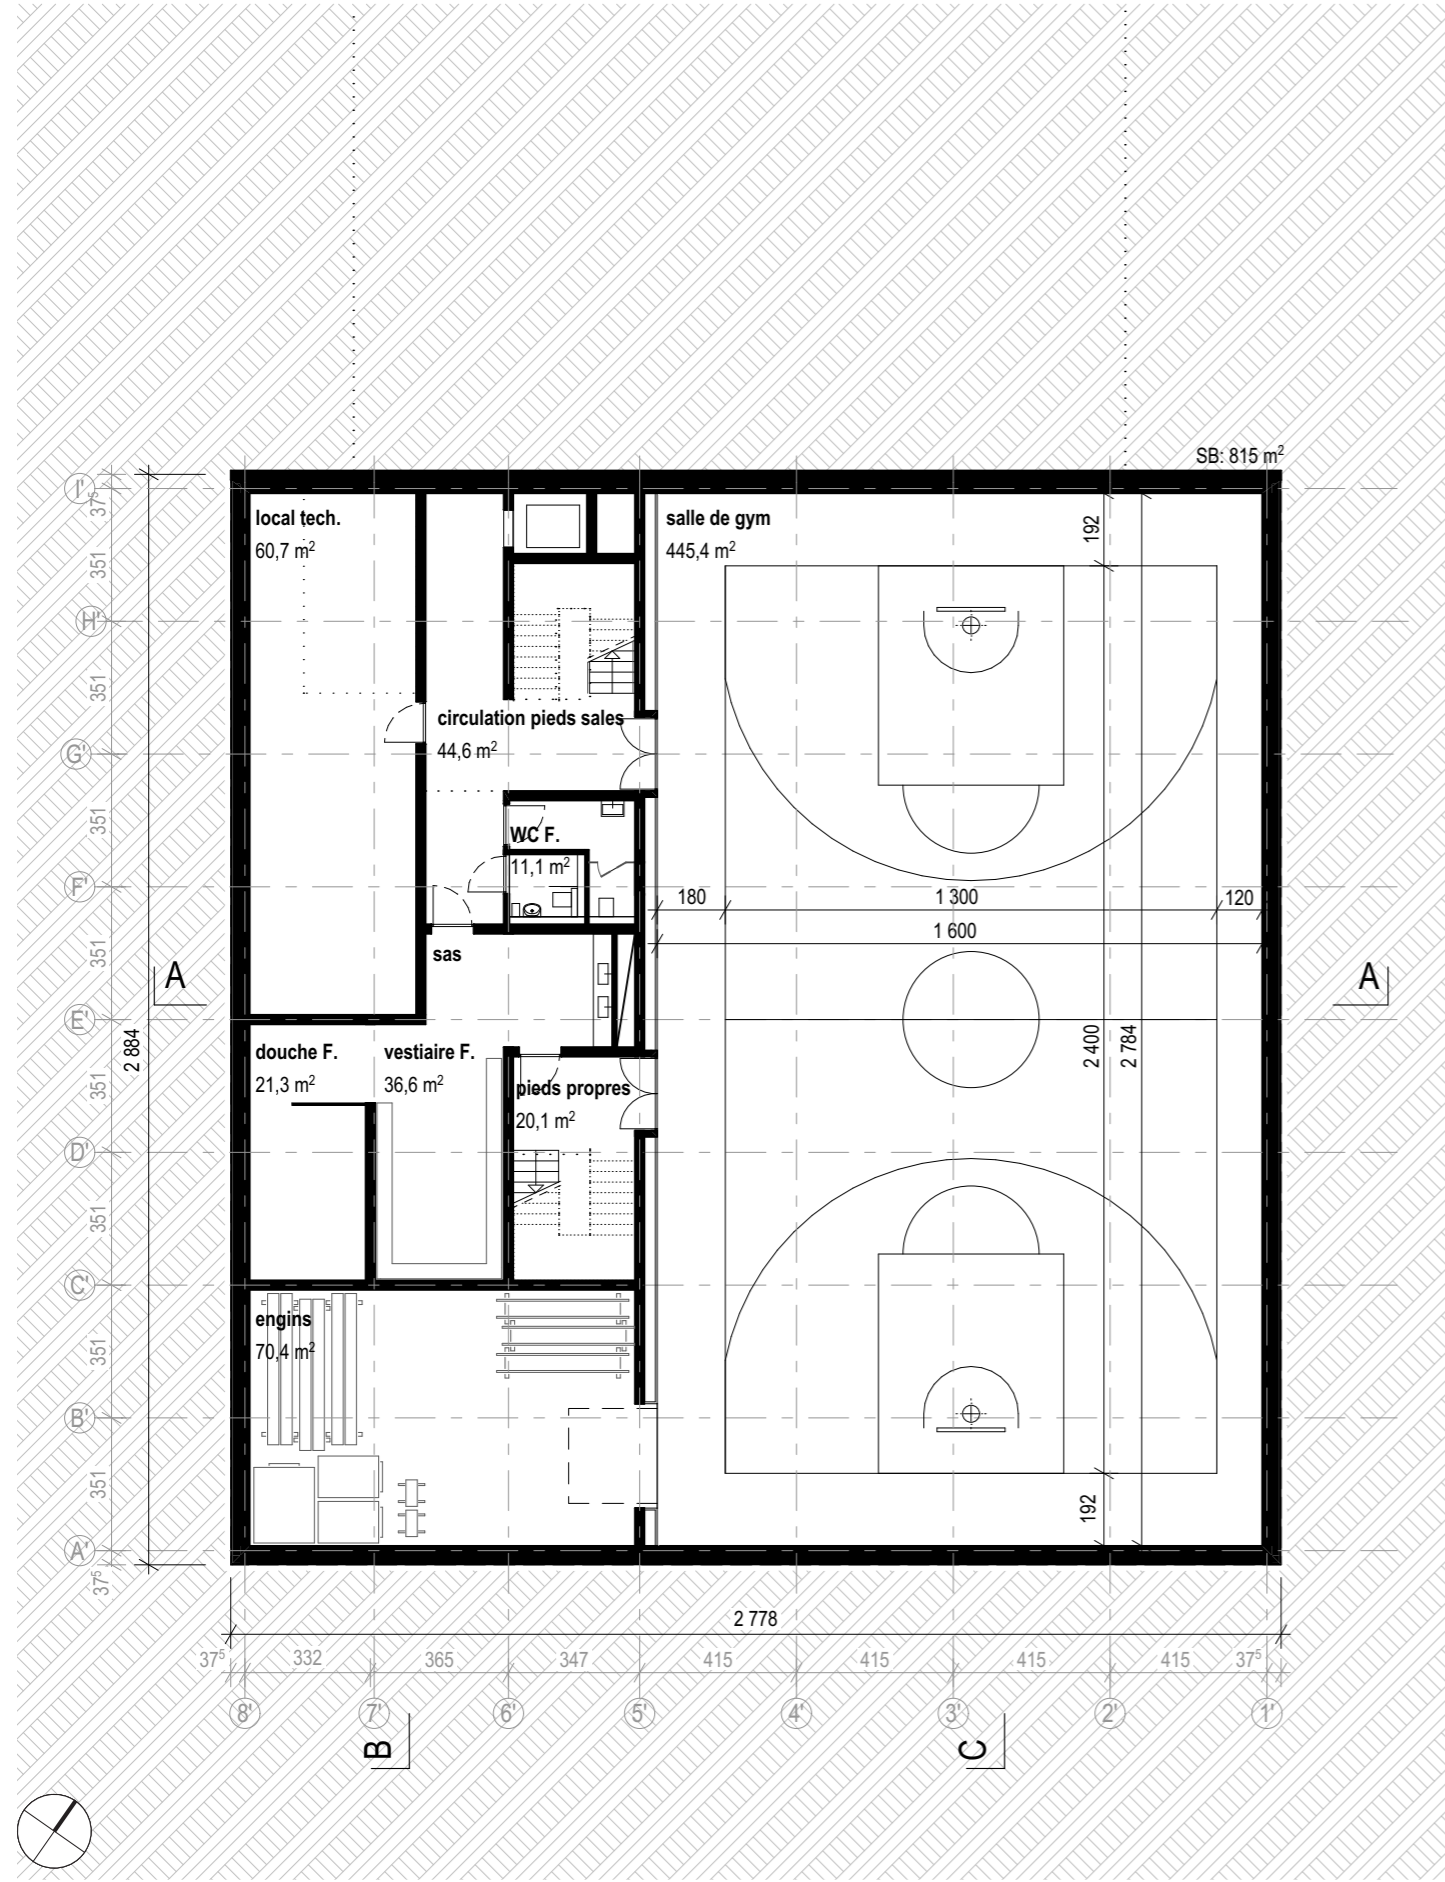 SB: 815 m²
I'
37⁵
351
H'
351
G'
351
F'
351
E'
351
D'
351
C'
351
B'
351
A'
37⁵
2 884
local tech.
60,7 m²
salle de gym
445,4 m²
192
circulation pieds sales
44,6 m²
WC F.
11,1 m²
180
1 300
120
1 600
sas
A
A
douche F.
21,3 m²
vestiaire F.
36,6 m²
pieds propres
20,1 m²
2 400
2 784
engins
70,4 m²
192
2 778
37⁵
332
365
347
415
415
415
415
37⁵
8'
7'
6'
5'
4'
3'
2'
1'
B
C